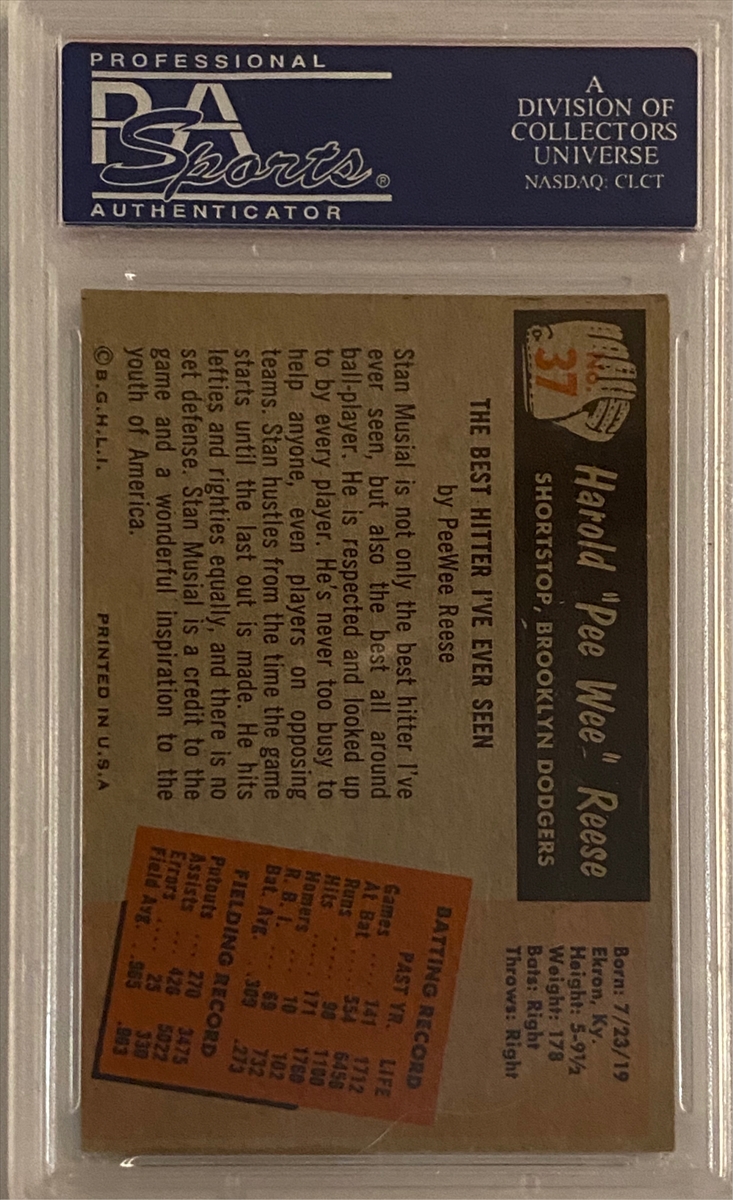 PROFESSIONAL
PSA
Sports®
AUTHENTICATOR
A
DIVISION OF
COLLECTORS
UNIVERSE
NASDAQ: CLCT
No.
37
Harold "Pee Wee" Reese
SHORTSTOP, BROOKLYN DODGERS
Born: 7/23/19
Ekron, Ky.
Height: 5-9½
Weight: 178
Bats: Right
Throws: Right
THE BEST HITTER I'VE EVER SEEN
by PeeWee Reese
Stan Musial is not only the best hitter I've
ever seen, but also the best all around
ball-player. He is respected and looked up
to by every player. He's never too busy to
help anyone, even players on opposing
teams. Stan hustles from the time the game
starts until the last out is made. He hits
lefties and righties equally, and there is no
set defense. Stan Musial is a credit to the
game and a wonderful inspiration to the
youth of America.
©B.G.H.L.I.
PRINTED IN U.S.A
BATTING RECORD
PAST YR. LIFE
Games ..... 141 1712
At Bat .... 554 6458
Runs ..... 98 1100
Hits ..... 171 1780
Homers .... 10 102
R. B. I. ... 69 732
Bat. Avg. .. .309 .273
FIELDING RECORD
Putouts ... 270 3475
Assists ... 426 5022
Errors .... 25 330
Field Avg. .. .965 .963